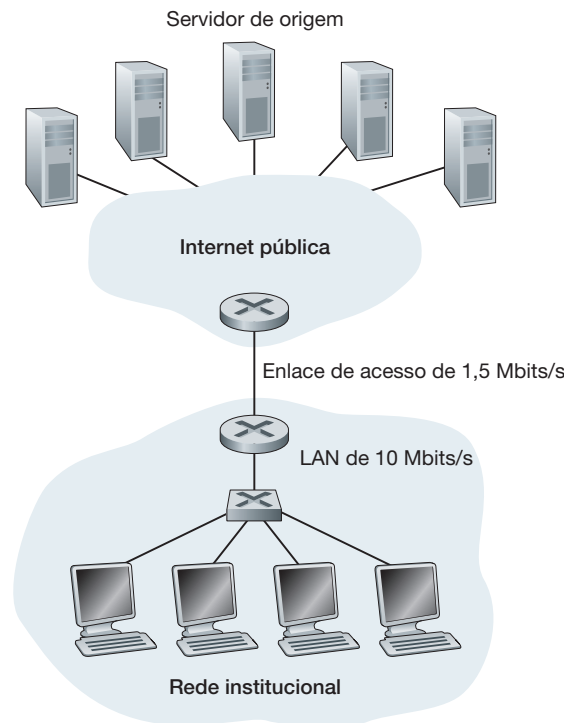 Servidor de origem
Internet pública
Enlace de acesso de 1,5 Mbits/s
LAN de 10 Mbits/s
Rede institucional